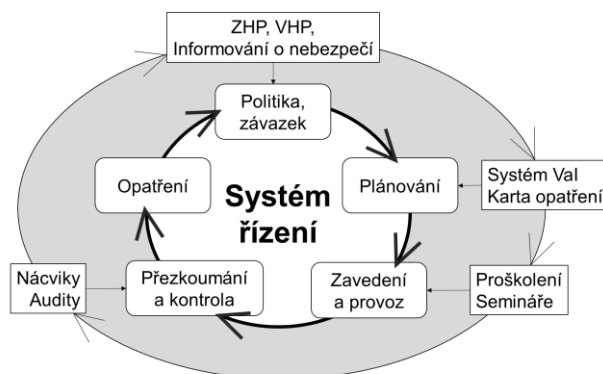 ZHP, VHP,
Informování o nebezpečí
Politika,
závazek
Opatření
Systém
řízení
Plánování
Systém VaI
Karta opatření
Nácviky
Audity
Přezkoumání
a kontrola
Zavedení
a provoz
Proškolení
Semináře